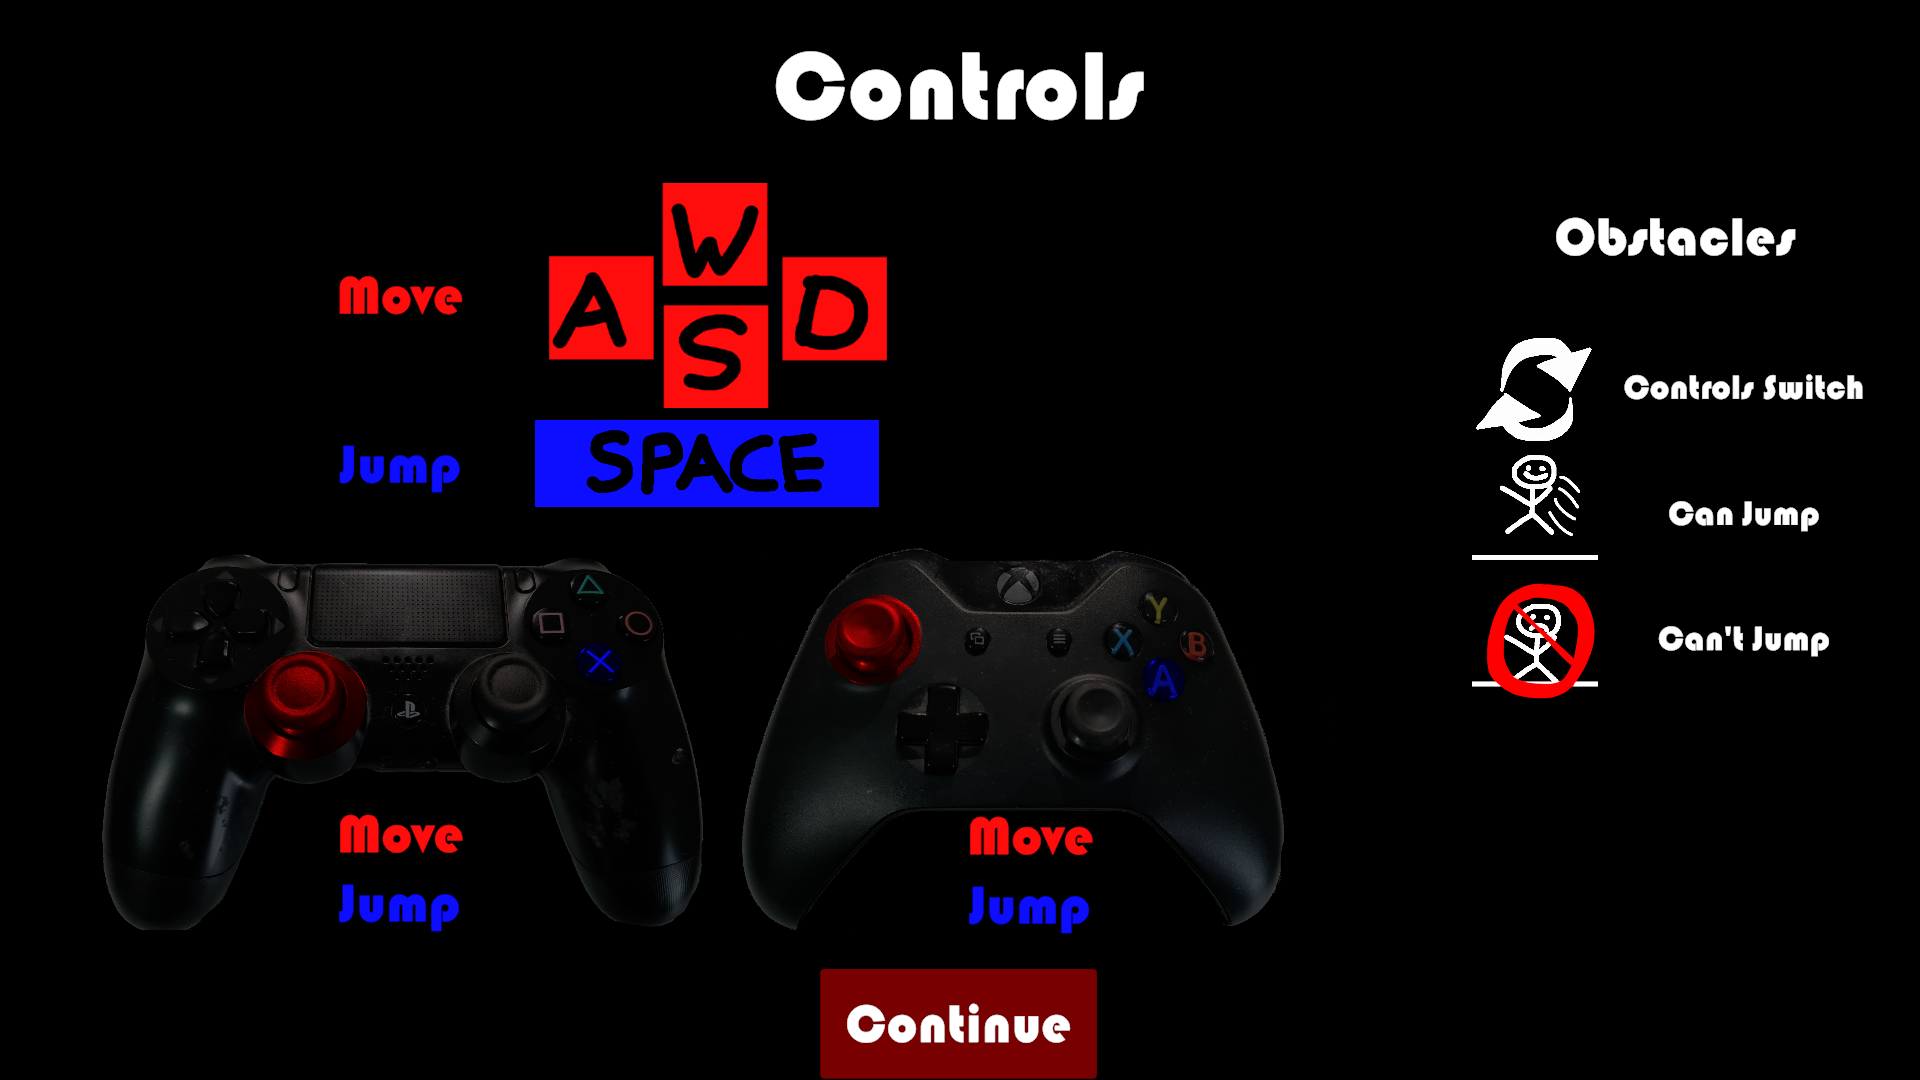 Controls
W
A S D
Move
SPACE
Jump
Obstacles
Controls Switch
Can Jump
Can't Jump
Y
X B
A
Move
Jump
Move
Jump
Continue